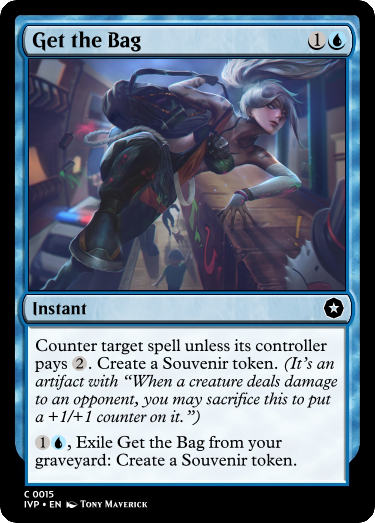 Get the Bag 1
Instant
Counter target spell unless its controller
pays 2. Create a Souvenir token. (It's an
artifact with “When a creature deals damage
to an opponent, you may sacrifice this to put
a +1/+1 counter on it.”)
1, Exile Get the Bag from your
graveyard: Create a Souvenir token.
C 0015
IVP • EN Tony Maverick